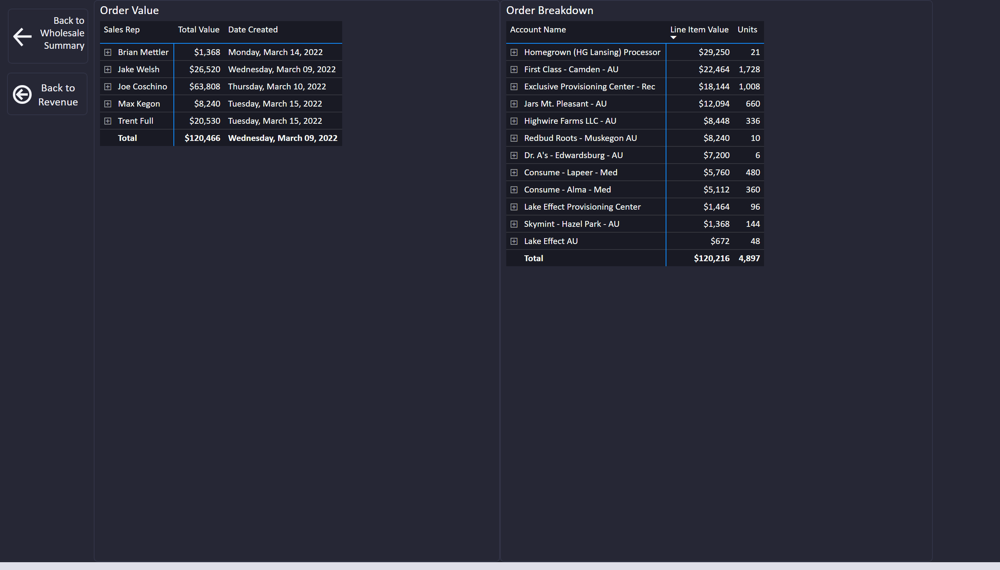 Back to
Wholesale
Summary
Back to
Revenue
Order Value
Sales Rep Total Value Date Created
Brian Mettler $1,368 Monday, March 14, 2022
Jake Welsh $26,520 Wednesday, March 09, 2022
Joe Coschino $63,808 Thursday, March 10, 2022
Max Kegon $8,240 Tuesday, March 15, 2022
Trent Full $20,530 Tuesday, March 15, 2022
Total $120,466 Wednesday, March 09, 2022
Order Breakdown
Account Name Line Item Value Units
Homegrown (HG Lansing) Processor $29,250 21
First Class - Camden - AU $22,464 1,728
Exclusive Provisioning Center - Rec $18,144 1,008
Jars Mt. Pleasant - AU $12,094 660
Highwire Farms LLC - AU $8,448 336
Redbud Roots - Muskegon AU $8,240 10
Dr. A's - Edwardsburg - AU $7,200 6
Consume - Lapeer - Med $5,760 480
Consume - Alma - Med $5,112 360
Lake Effect Provisioning Center $1,464 96
Skymint - Hazel Park - AU $1,368 144
Lake Effect AU $672 48
Total $120,216 4,897